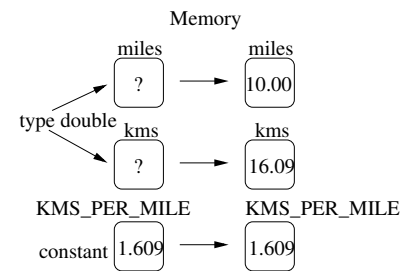 Memory
miles miles
? 10.00
type double
kms kms
? 16.09
KMS_PER_MILE KMS_PER_MILE
constant 1.609 1.609